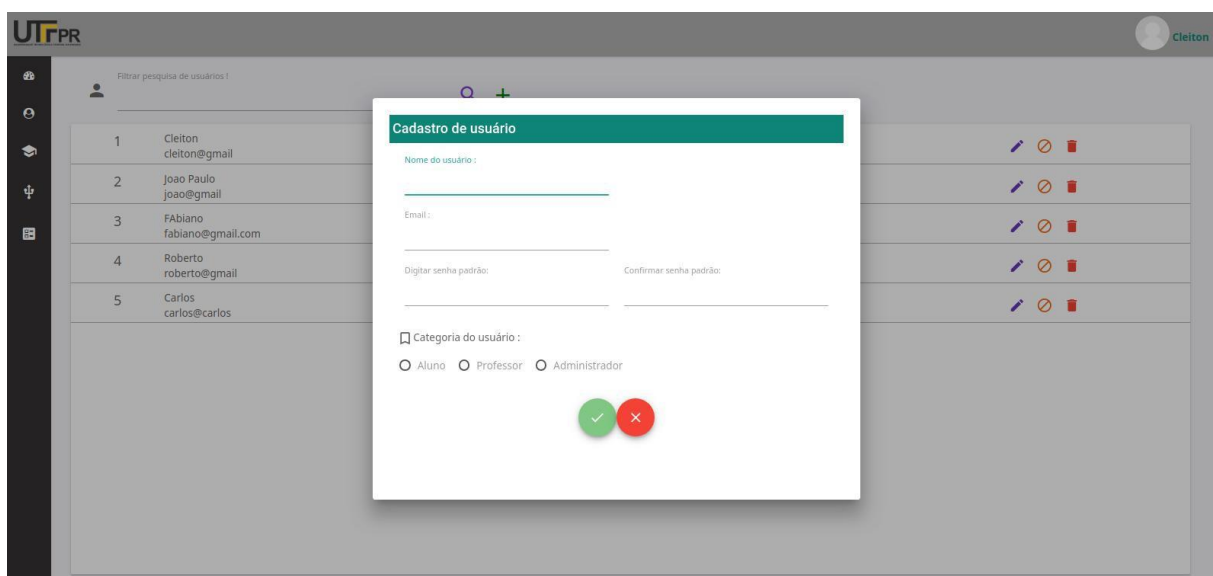 UTFPR
Cleiton
Filtrar pesquisa de usuários !
Cadastro de usuário
Nome do usuário :
Email :
Digitar senha padrão:
Confirmar senha padrão:
Categoria do usuário :
Aluno Professor Administrador
1 Cleiton
cleiton@gmail
2 Joao Paulo
joao@gmail
3 FAbiano
fabiano@gmail.com
4 Roberto
roberto@gmail
5 Carlos
carlos@carlos